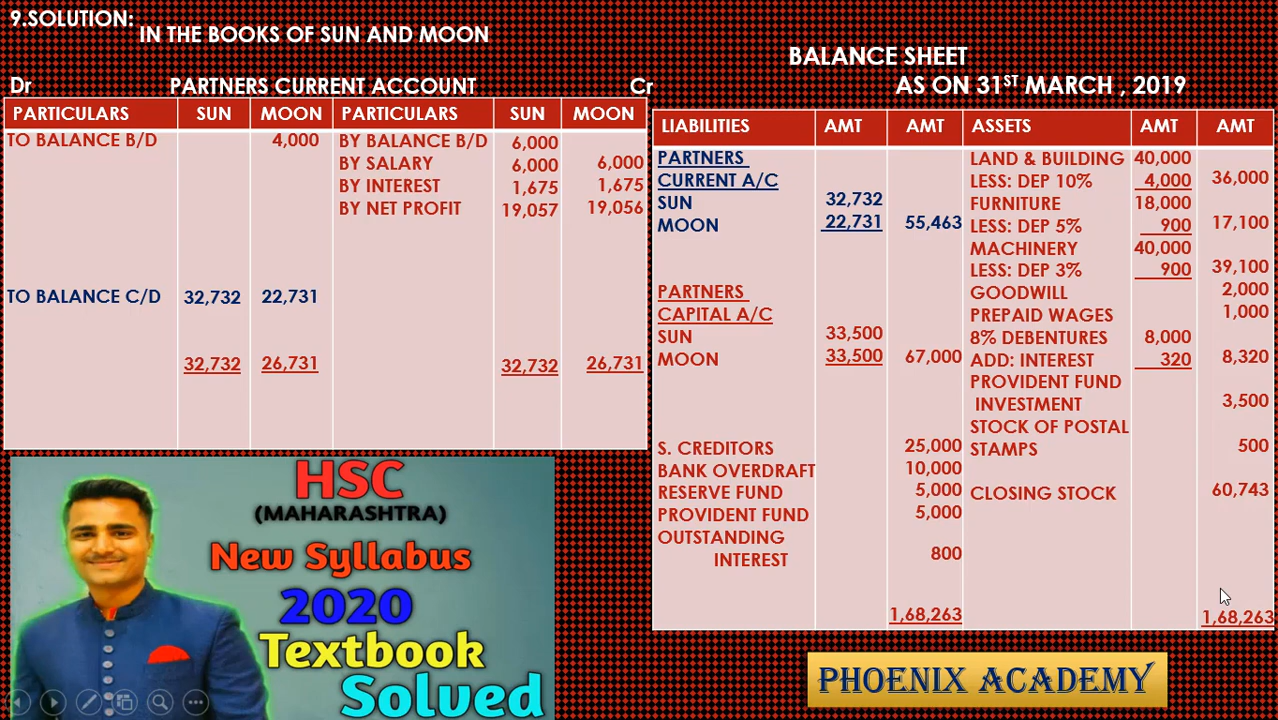 9.SOLUTION:
IN THE BOOKS OF SUN AND MOON
Dr PARTNERS CURRENT ACCOUNT Cr
PARTICULARS SUN MOON PARTICULARS SUN MOON
TO BALANCE B/D 4,000 BY BALANCE B/D 6,000
BY SALARY 6,000 6,000
BY INTEREST 1,675 1,675
BY NET PROFIT 19,057 19,056
TO BALANCE C/D 32,732 22,731
32,732 26,731 32,732 26,731
BALANCE SHEET
AS ON 31ST MARCH , 2019
LIABILITIES AMT AMT ASSETS AMT AMT
PARTNERS LAND & BUILDING 40,000
CURRENT A/C LESS: DEP 10% 4,000 36,000
SUN 32,732 FURNITURE 18,000
MOON 22,731 55,463 LESS: DEP 5% 900 17,100
MACHINERY 40,000
LESS: DEP 3% 900 39,100
PARTNERS GOODWILL 2,000
CAPITAL A/C PREPAID WAGES 1,000
SUN 33,500 8% DEBENTURES 8,000
MOON 33,500 67,000 ADD: INTEREST 320 8,320
PROVIDENT FUND
INVESTMENT 3,500
STOCK OF POSTAL
S. CREDITORS 25,000 STAMPS 500
BANK OVERDRAFT 10,000
RESERVE FUND 5,000 CLOSING STOCK 60,743
PROVIDENT FUND 5,000
OUTSTANDING
INTEREST 800
1,68,263 1,68,263
HSC
(MAHARASHTRA)
New Syllabus
2020
Textbook
Solved
PHOENIX ACADEMY